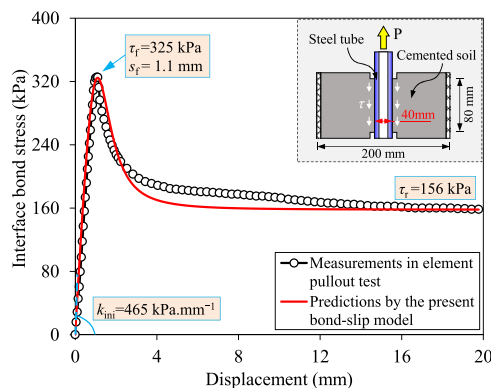 τf=325 kPa
sf= 1.1 mm
P
Steel tube
Cemented soil
τ
40mm
80 mm
200 mm
400
320
240
160
80
0
Interface bond stress (kPa)
τr=156 kPa
kini=465 kPa.mm⁻¹
Measurements in element
pullout test
Predictions by the present
bond-slip model
0 4 8 12 16 20
Displacement (mm)